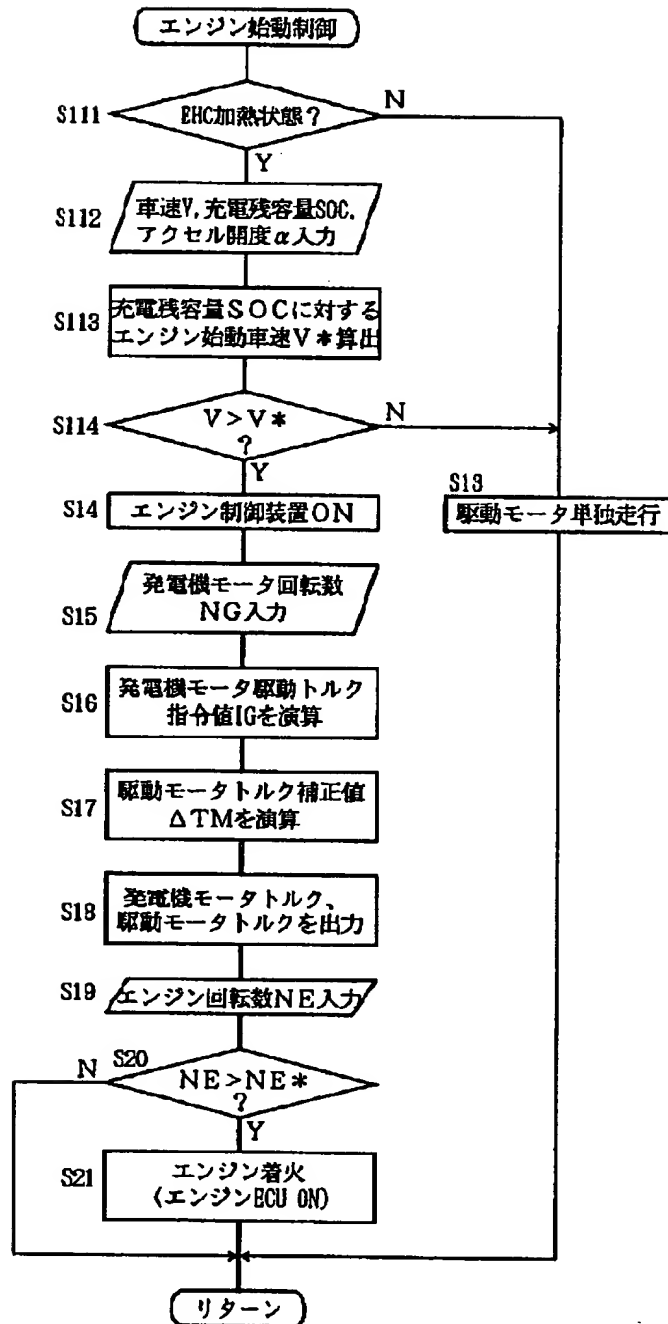 エンジン始動制御
S111
EHC加熱状態?
N
Y
S112
車速V,充電残容量SOC,
アクセル開度α入力
S113
充電残容量SOCに対する
エンジン始動車速V*算出
S114
V>V*
?
N
Y
S14
エンジン制御装置ON
S13
駆動モータ単独走行
S15
発電機モータ回転数
NG入力
S16
発電機モータ駆動トルク
指令値IGを演算
S17
駆動モータトルク補正値
ΔTMを演算
S18
発電機モータトルク、
駆動モータトルクを出力
S19
エンジン回転数NE入力
S20
N
NE>NE*
?
Y
S21
エンジン着火
(エンジンECU ON)
リターン